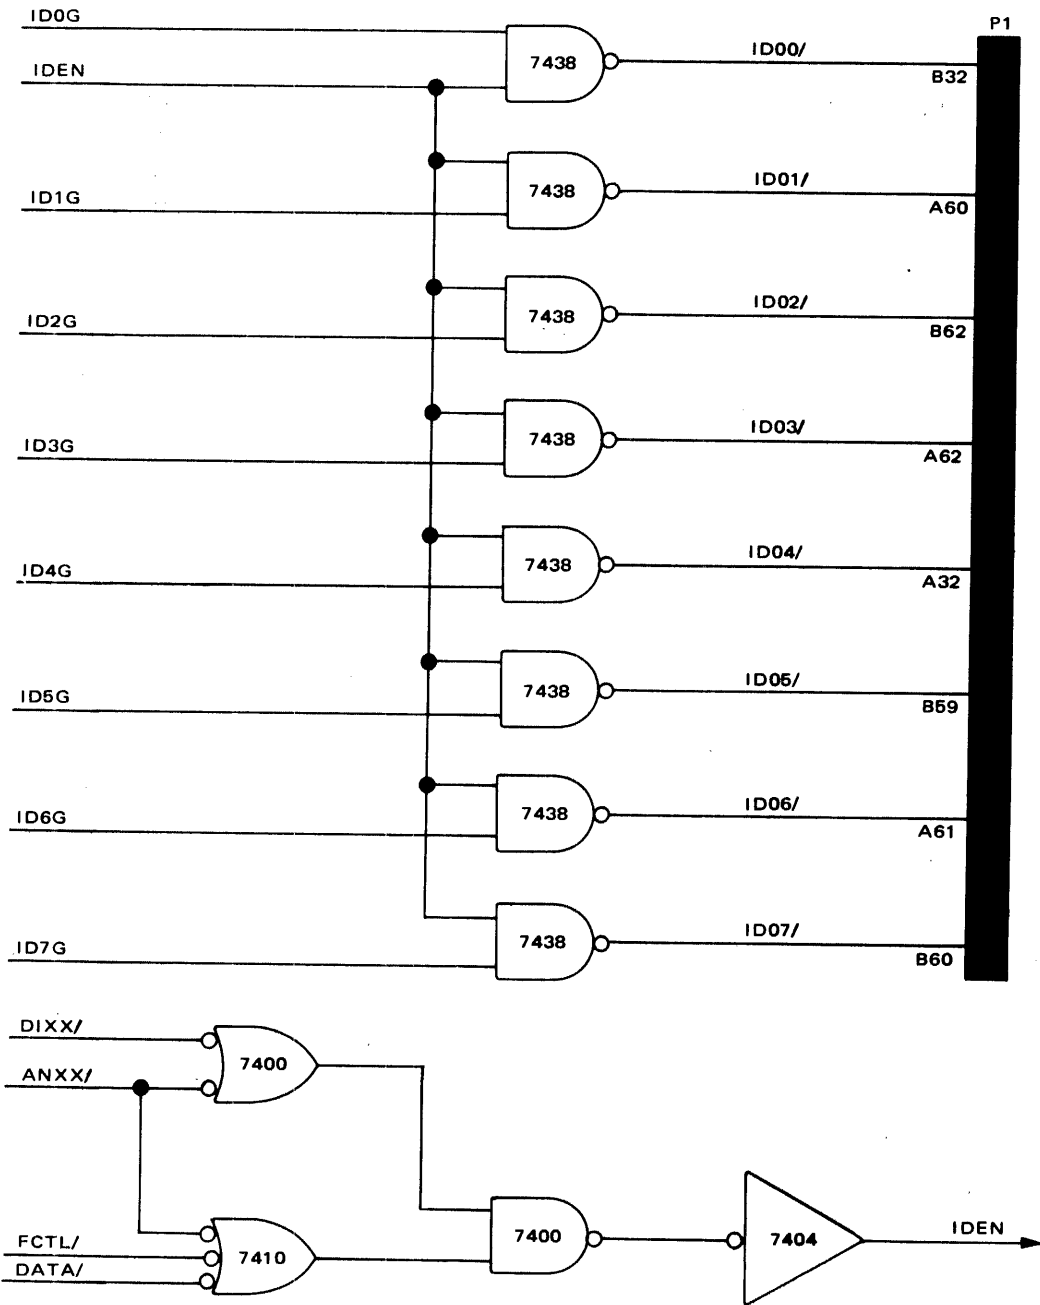 ID0G
P1
7438
ID00/
B32
IDEN
7438
ID01/
A60
ID1G
7438
ID02/
B62
ID2G
7438
ID03/
A62
ID3G
7438
ID04/
A32
ID4G
7438
ID05/
B59
ID5G
7438
ID06/
A61
ID6G
7438
ID07/
B60
ID7G
DIXX/
7400
ANXX/
FCTL/
7410
DATA/
7400
7404
IDEN